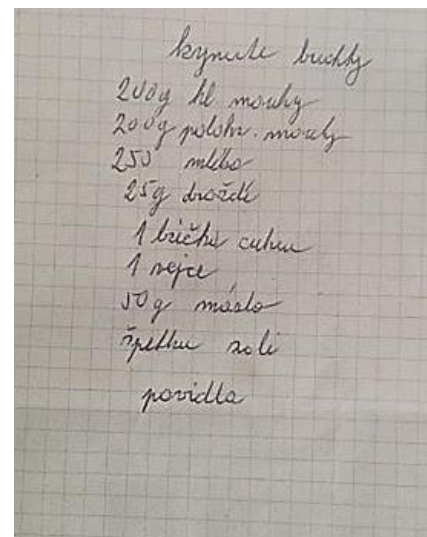 kynuté buchty
200g hl mouky
200g polohr. mouky
250 mléko
25g droždí
1 lžičku cukru
1 vejce
50g máslo
špetku soli
povidla